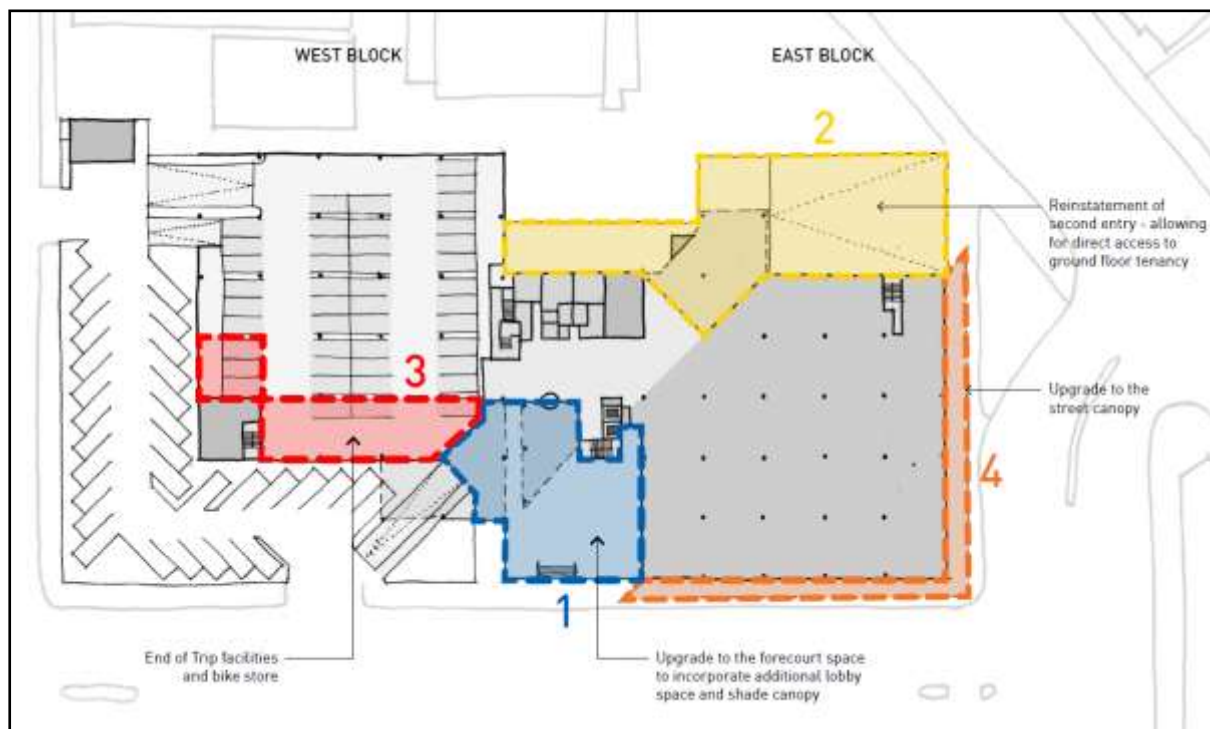 WEST BLOCK
EAST BLOCK
2
Reinstatement of
second entry - allowing
for direct access to
ground floor tenancy
3
Upgrade to the
street canopy
4
1
End of Trip facilities
and bike store
Upgrade to the forecourt space
to incorporate additional lobby
space and shade canopy